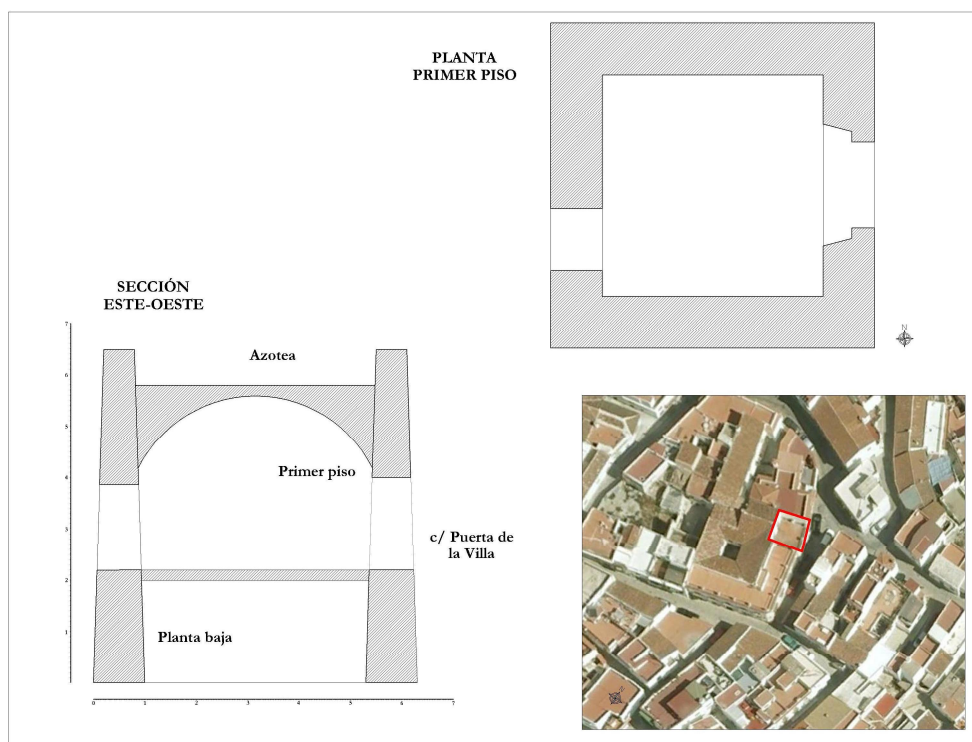 PLANTA
PRIMER PISO
N
SECCIÓN
ESTE-OESTE
7
6
5
4
3
2
1
Azotea
Primer piso
c/ Puerta de
la Villa
Planta baja
0 1 2 3 4 5 6 7